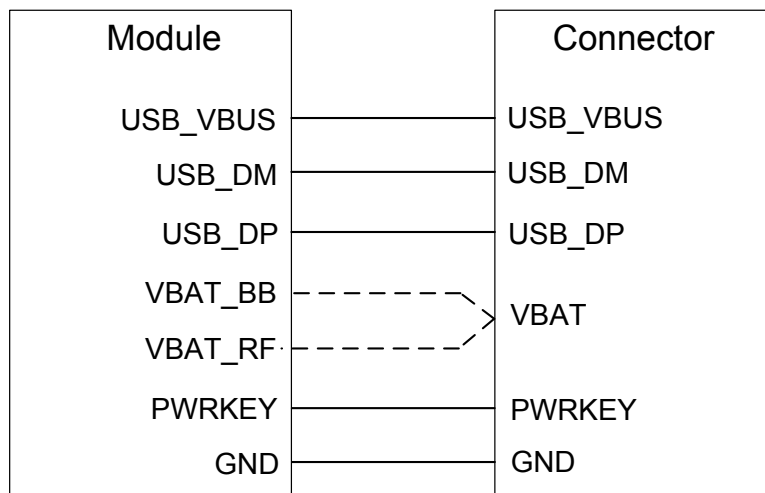 Module
Connector
USB_VBUS
USB_VBUS
USB_DM
USB_DM
USB_DP
USB_DP
VBAT_BB
VBAT
VBAT_RF
PWRKEY
PWRKEY
GND
GND